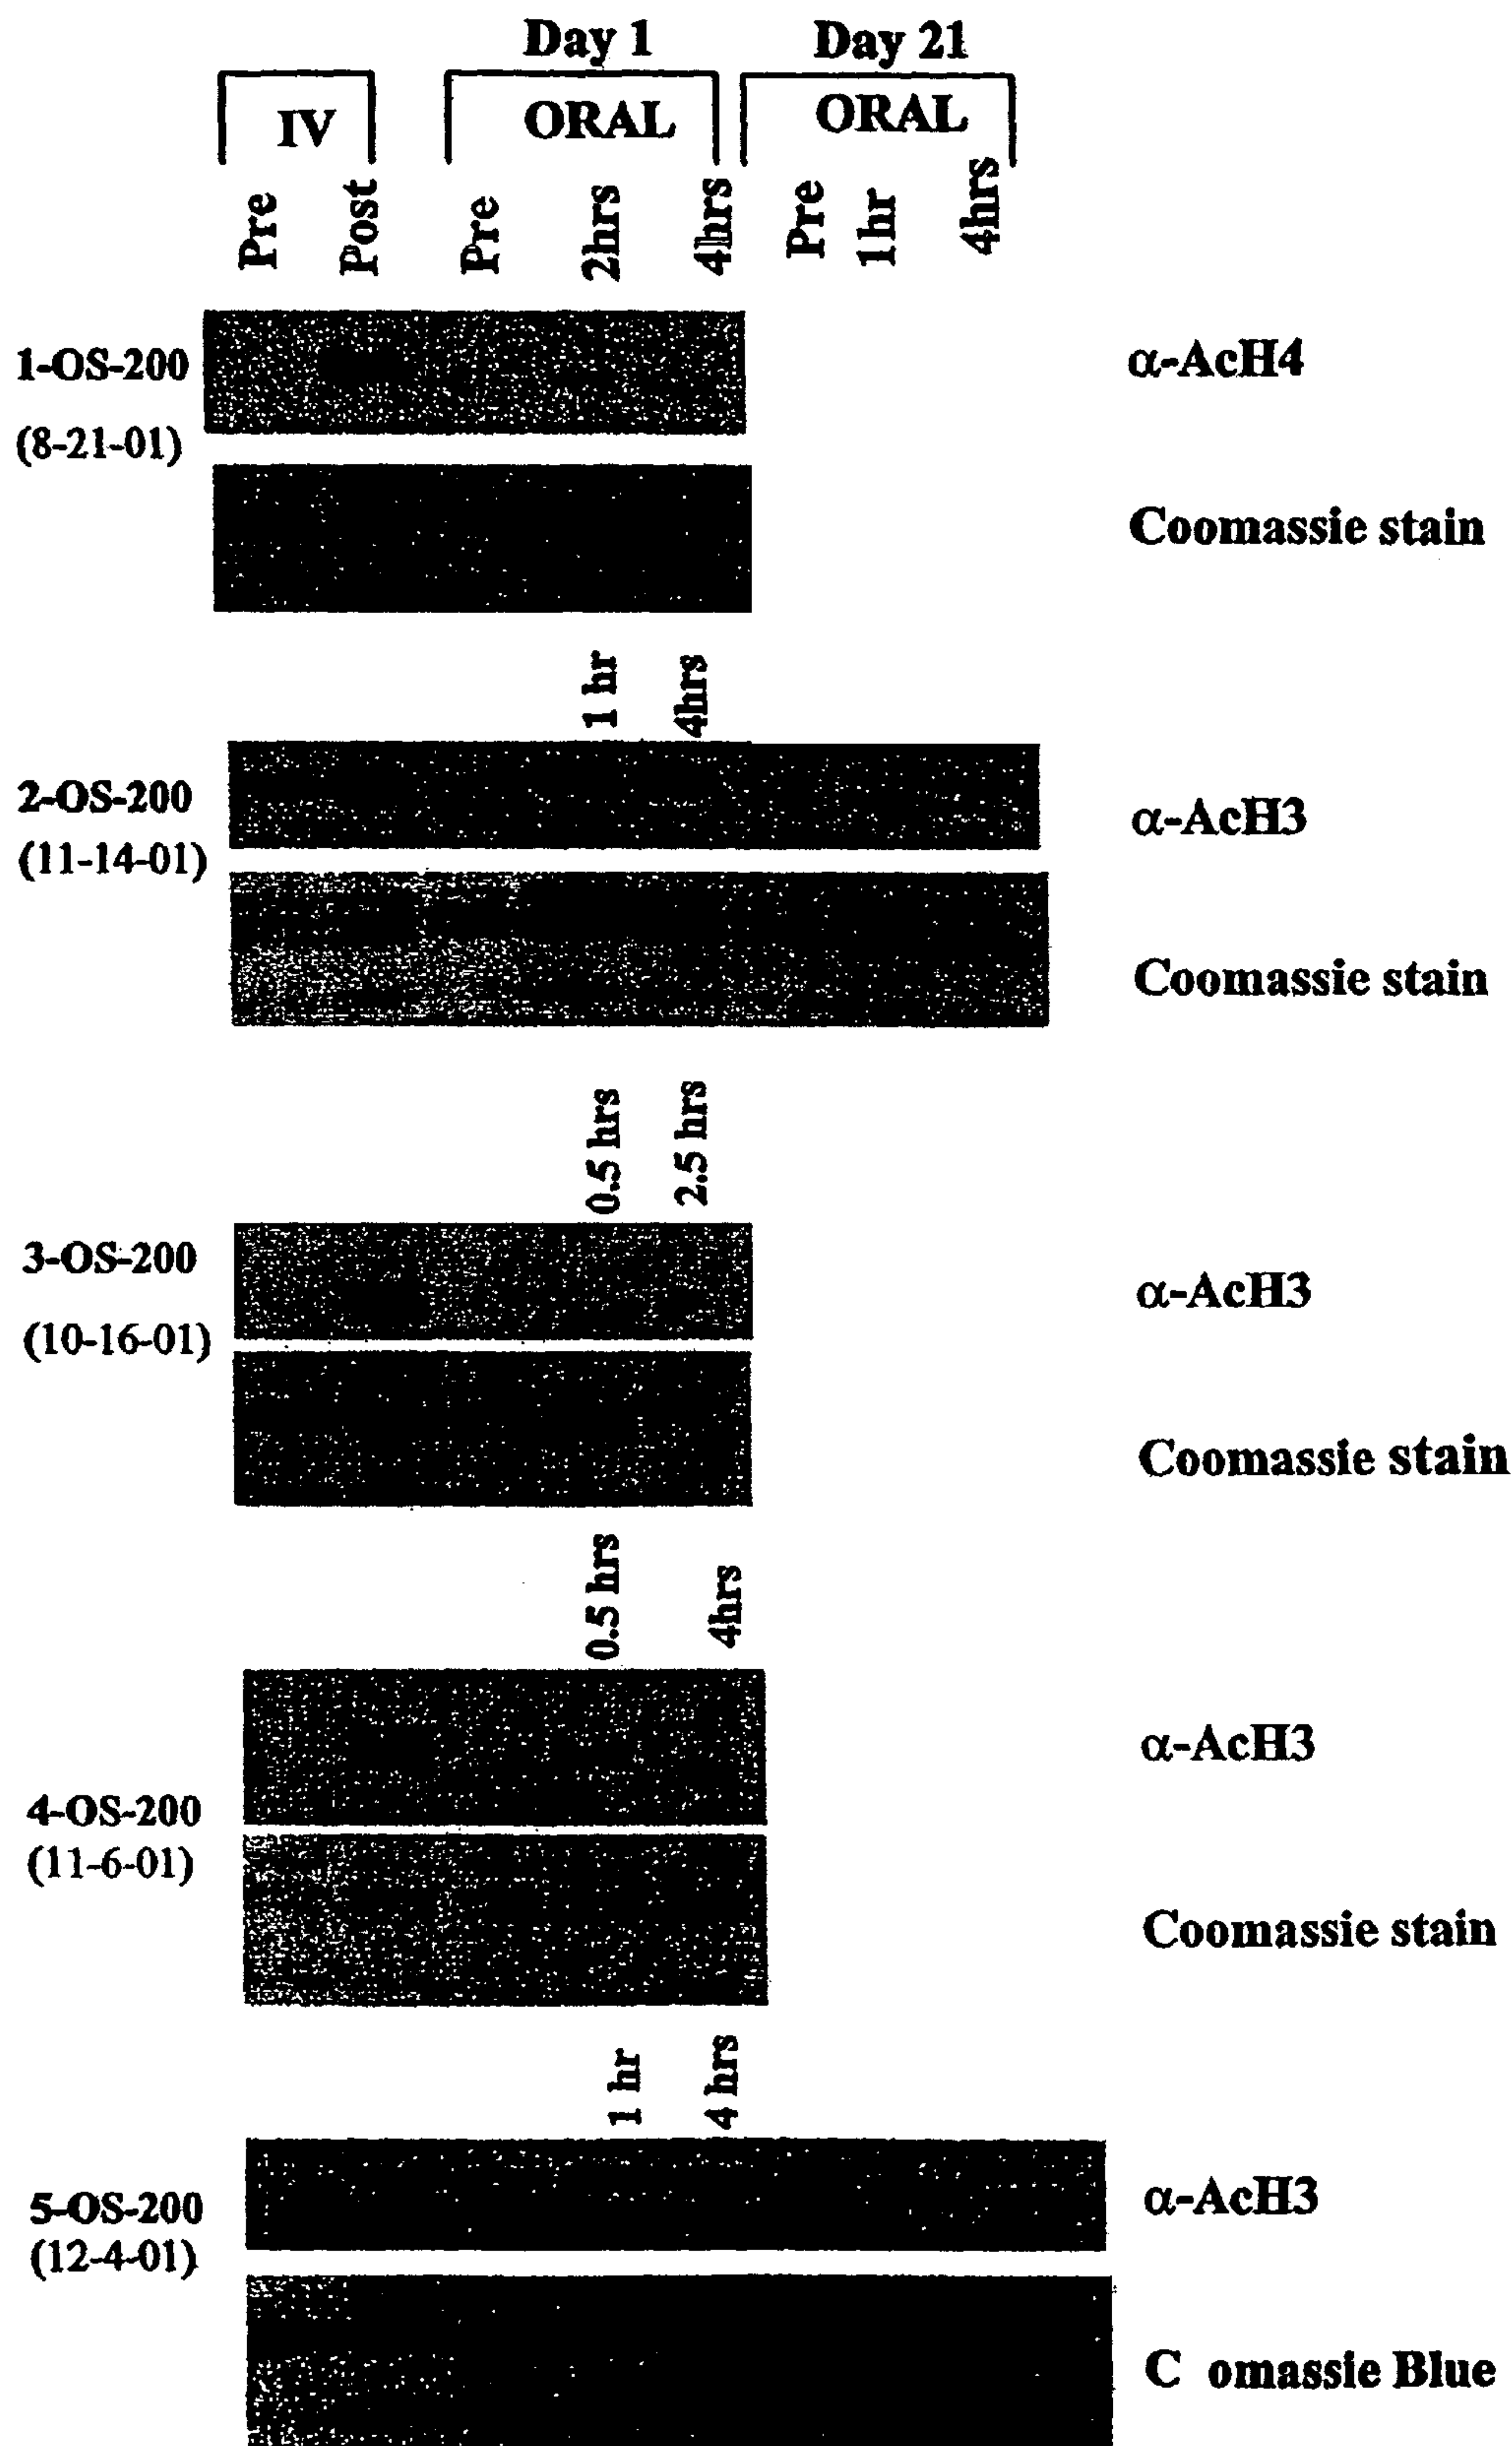 Day 1 Day 21
IV ORAL ORAL
Pre Post Pre 2hrs 4hrs Pre 1hr 4hrs
1-OS-200 α-AcH4
(8-21-01)
Coomassie stain
1 hr 4hrs
2-OS-200 α-AcH3
(11-14-01)
Coomassie stain
0.5 hrs 2.5 hrs
3-OS-200 α-AcH3
(10-16-01)
Coomassie stain
0.5 hrs 4hrs
α-AcH3
4-OS-200
(11-6-01)
Coomassie stain
1 hr 4 hrs
5-OS-200 α-AcH3
(12-4-01)
C omassie Blue